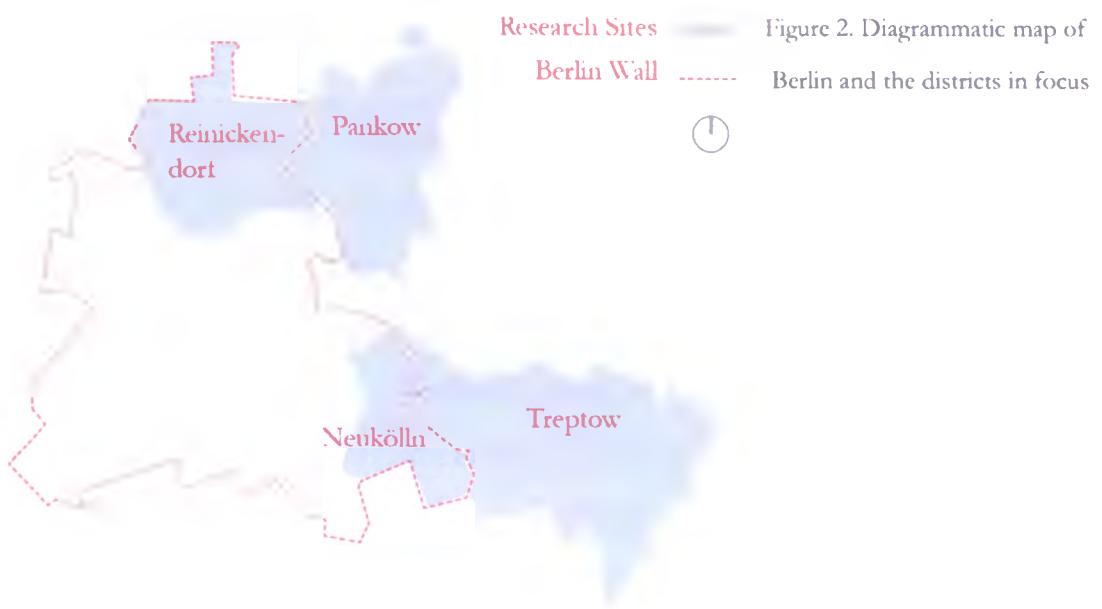 Research Sites
Figure 2. Diagrammatic map of
Berlin Wall
Berlin and the districts in focus
Reinicken-
dorf
Pankow
Treptow
Neukölln